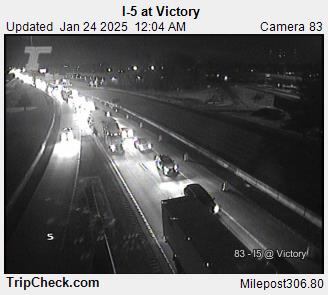 I-5 at Victory
Updated Jan 24 2025 12:04 AM Camera 83
S
83 - I5 @ Victory
TripCheck.com Milepost306.80